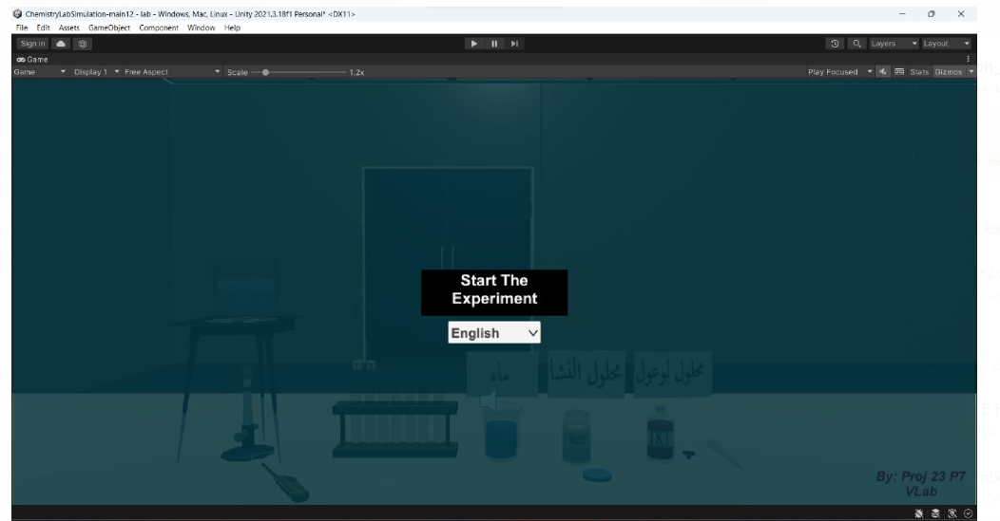 ChemistryLabSimulation-main12 - lab - Windows, Mac, Linux - Unity 2021.3.18f1 Personal* <DX11>
File Edit Assets GameObject Component Window Help
Sign in Layers Layout
Game
Game Display 1 Free Aspect Scale 1.2x Play Focused Stats Gizmos
Start The
Experiment
English
ماء محلول النشا محلول لوغول
IKI
By: Proj 23 P7
VLab